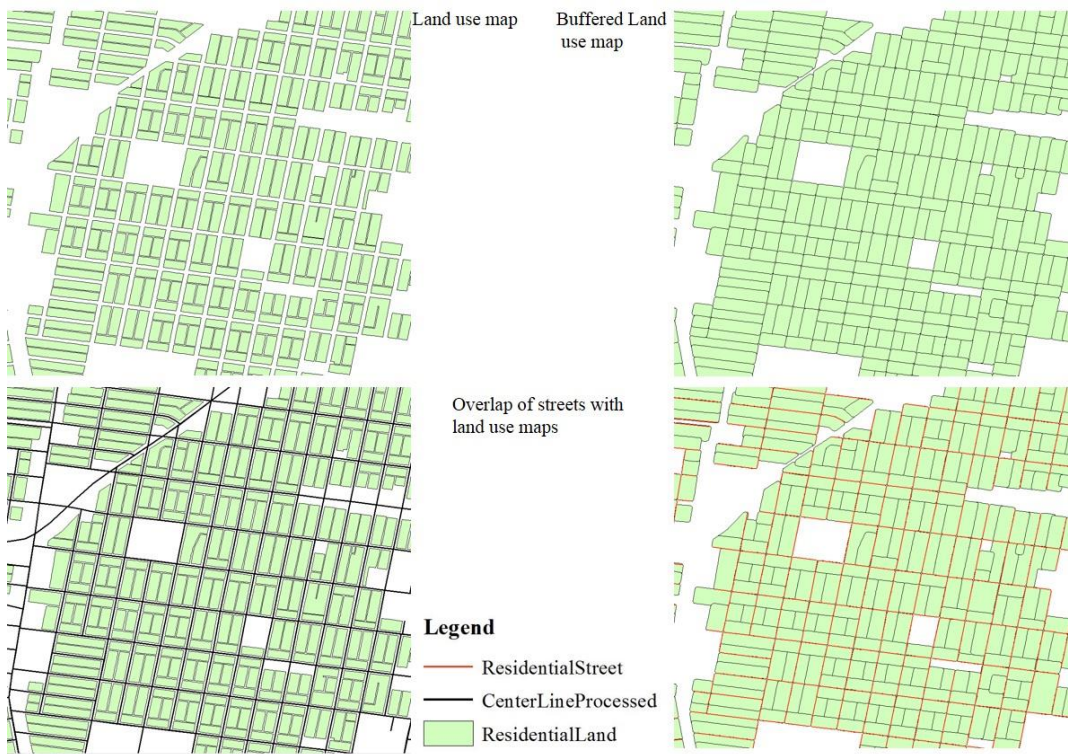 Land use map
Buffered Land
use map
Overlap of streets with
land use maps
Legend
ResidentialStreet
CenterLineProcessed
ResidentialLand